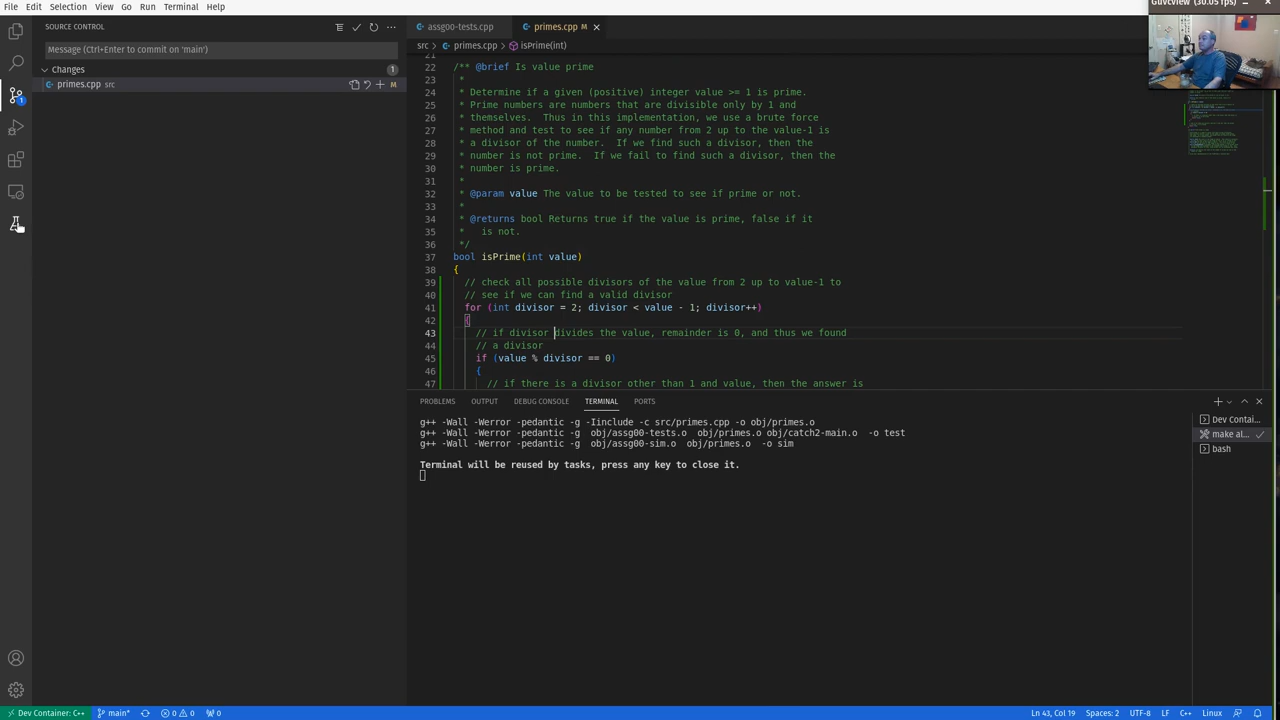 File Edit Selection View Go Run Terminal Help
Guvcview (30.05 fps)
SOURCE CONTROL
assg00-tests.cpp
primes.cpp M
src > primes.cpp > isPrime(int)
Message (Ctrl+Enter to commit on 'main')
Changes 1
primes.cpp src M
1
21
22 /** @brief Is value prime
23 *
24 * Determine if a given (positive) integer value >= 1 is prime.
25 * Prime numbers are numbers that are divisible only by 1 and
26 * themselves. Thus in this implementation, we use a brute force
27 * method and test to see if any number from 2 up to the value-1 is
28 * a divisor of the number. If we find such a divisor, then the
29 * number is not prime. If we fail to find such a divisor, then the
30 * number is prime.
31 *
32 * @param value The value to be tested to see if prime or not.
33 *
34 * @returns bool Returns true if the value is prime, false if it
35 * is not.
36 */
37 bool isPrime(int value)
38 {
39 // check all possible divisors of the value from 2 up to value-1 to
40 // see if we can find a valid divisor
41 for (int divisor = 2; divisor < value - 1; divisor++)
42 {
43 // if divisor divides the value, remainder is 0, and thus we found
44 // a divisor
45 if (value % divisor == 0)
46 {
47 // if there is a divisor other than 1 and value, then the answer is
PROBLEMS OUTPUT DEBUG CONSOLE TERMINAL PORTS
g++ -Wall -Werror -pedantic -g -Iinclude -c src/primes.cpp -o obj/primes.o
g++ -Wall -Werror -pedantic -g obj/assg00-tests.o obj/primes.o obj/catch2-main.o -o test
g++ -Wall -Werror -pedantic -g obj/assg00-sim.o obj/primes.o -o sim
Terminal will be reused by tasks, press any key to close it.
Dev Contai...
make al...
bash
Dev Container: C++ main* 0 0 0 Ln 43, Col 19 Spaces: 2 UTF-8 LF C++ Linux